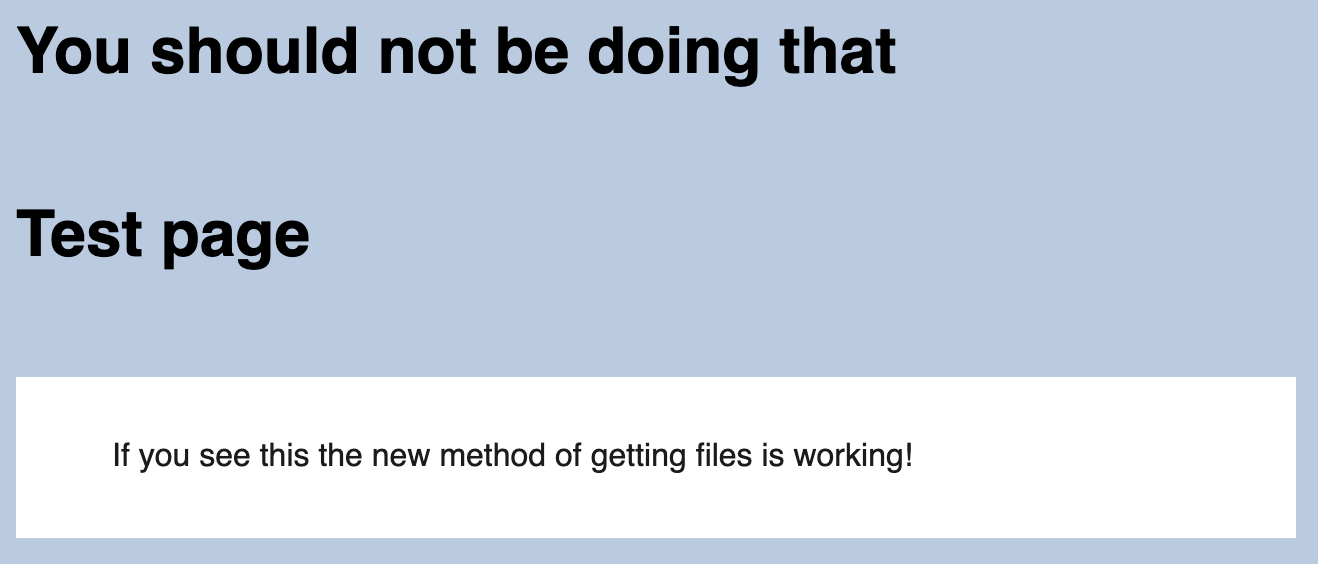 You should not be doing that
Test page
If you see this the new method of getting files is working!